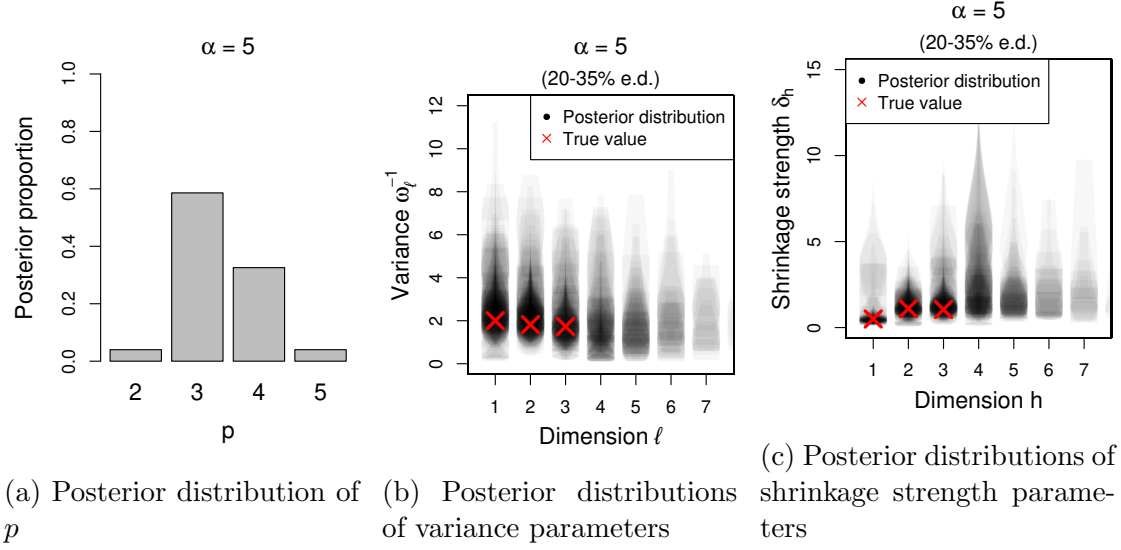 α = 5
1.0
0.8
0.6
0.4
0.2
0.0
Posterior proportion
2 3 4 5
p
(a) Posterior distribution of
p
α = 5
(20-35% e.d.)
Posterior distribution
True value
12
10
8
6
4
2
0
Variance ω_ℓ^−1
1 2 3 4 5 6 7
Dimension ℓ
(b) Posterior distributions
of variance parameters
α = 5
(20-35% e.d.)
Posterior distribution
True value
15
10
5
0
Shrinkage strength δ_h
1 2 3 4 5 6 7
Dimension h
(c) Posterior distributions of
shrinkage strength parame-
ters